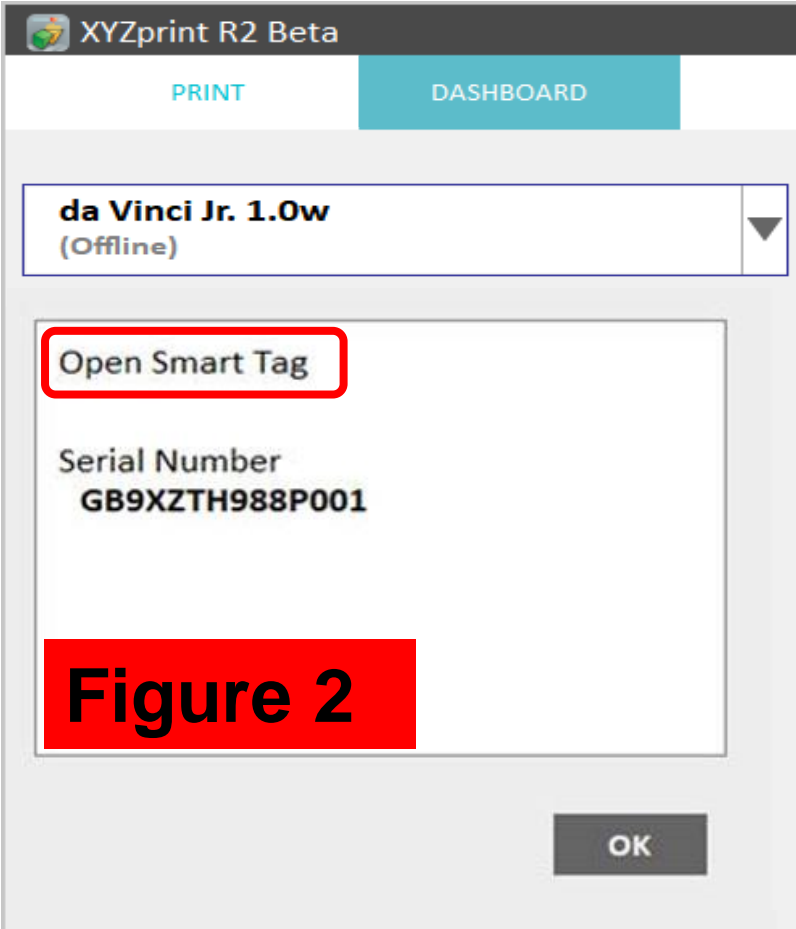 XYZprint R2 Beta
PRINT DASHBOARD
da Vinci Jr. 1.0w
(Offline)
Open Smart Tag
Serial Number
GB9XZTH988P001
Figure 2
OK